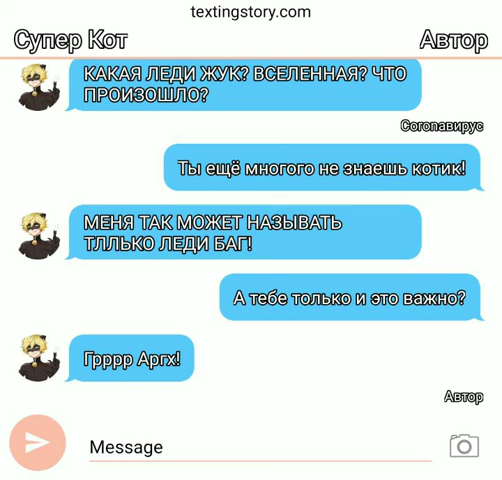 textingstory.com
Супер Кот
Автор
КАКАЯ ЛЕДИ ЖУК? ВСЕЛЕННАЯ? ЧТО
ПРОИЗОШЛО?
Соronавирус
Ты ещё многого не знаешь котик!
МЕНЯ ТАК МОЖЕТ НАЗЫВАТЬ
ТЛЛЬКО ЛЕДИ БАГ!
А тебе только и это важно?
Грррр Аргх!
Автор
Message